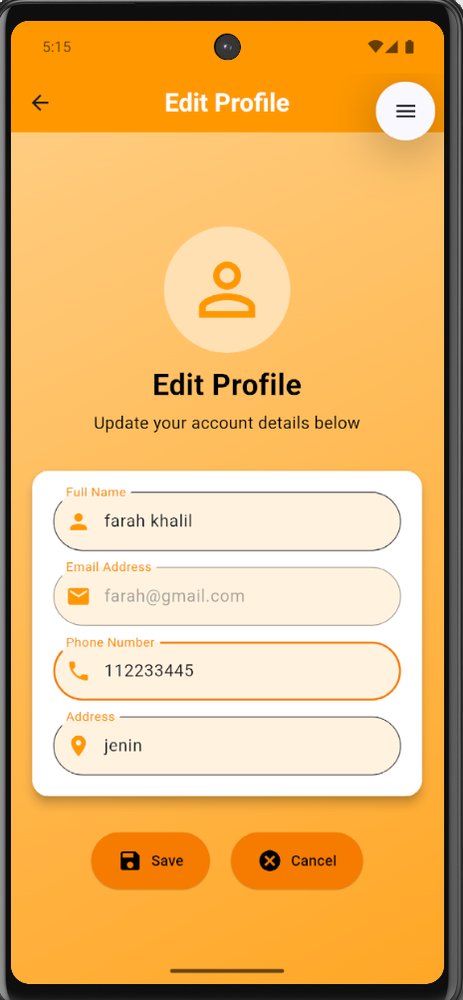 5:15
Edit Profile
Edit Profile
Update your account details below
Full Name
farah khalil
Email Address
farah@gmail.com
Phone Number
112233445
Address
jenin
Save Cancel